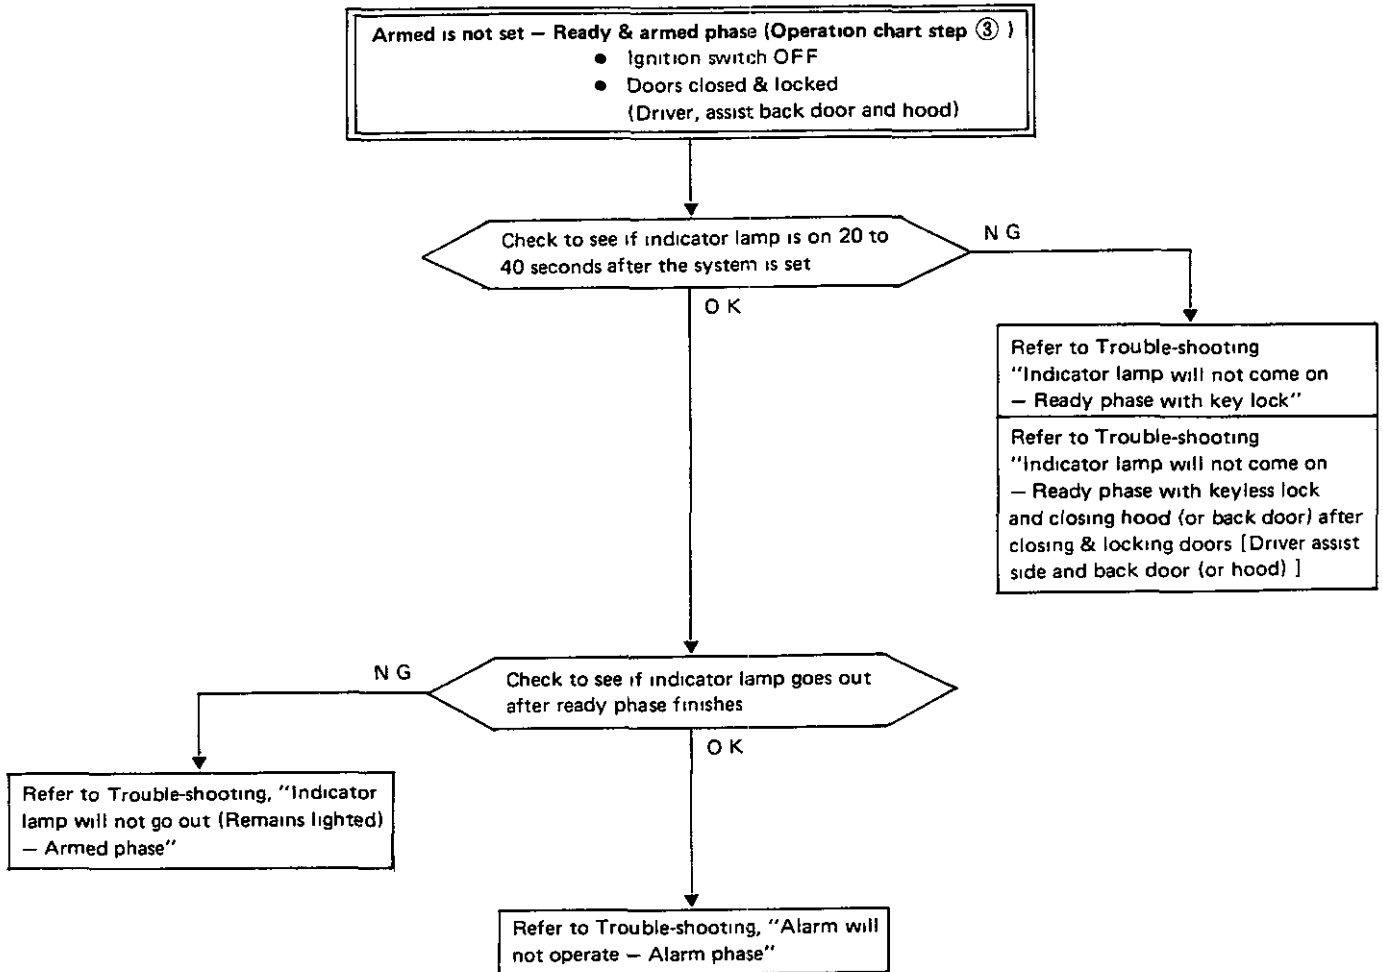 Armed is not set – Ready & armed phase (Operation chart step ③ )
● Ignition switch OFF
● Doors closed & locked
(Driver, assist back door and hood)
Check to see if indicator lamp is on 20 to
40 seconds after the system is set
N G
O K
Refer to Trouble-shooting
"Indicator lamp will not come on
– Ready phase with key lock"
Refer to Trouble-shooting
"Indicator lamp will not come on
– Ready phase with keyless lock
and closing hood (or back door) after
closing & locking doors [Driver assist
side and back door (or hood) ]
N G
Check to see if indicator lamp goes out
after ready phase finishes
O K
Refer to Trouble-shooting, "Indicator
lamp will not go out (Remains lighted)
– Armed phase"
Refer to Trouble-shooting, "Alarm will
not operate – Alarm phase"